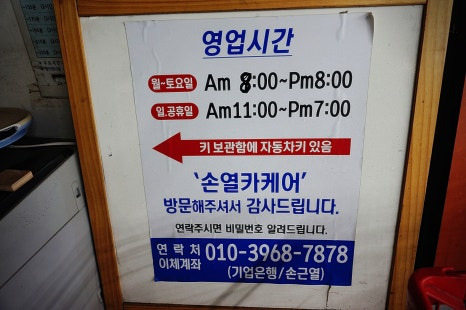 영업시간
월~토요일 Am 8:00~Pm8:00
일.공휴일 Am11:00~Pm7:00
키 보관함에 자동차키 있음
'손열카케어'
방문해주셔서 감사드립니다.
연락주시면 비밀번호 알려드립니다.
연 락 처 010-3968-7878
이체계좌 (기업은행/손근열)